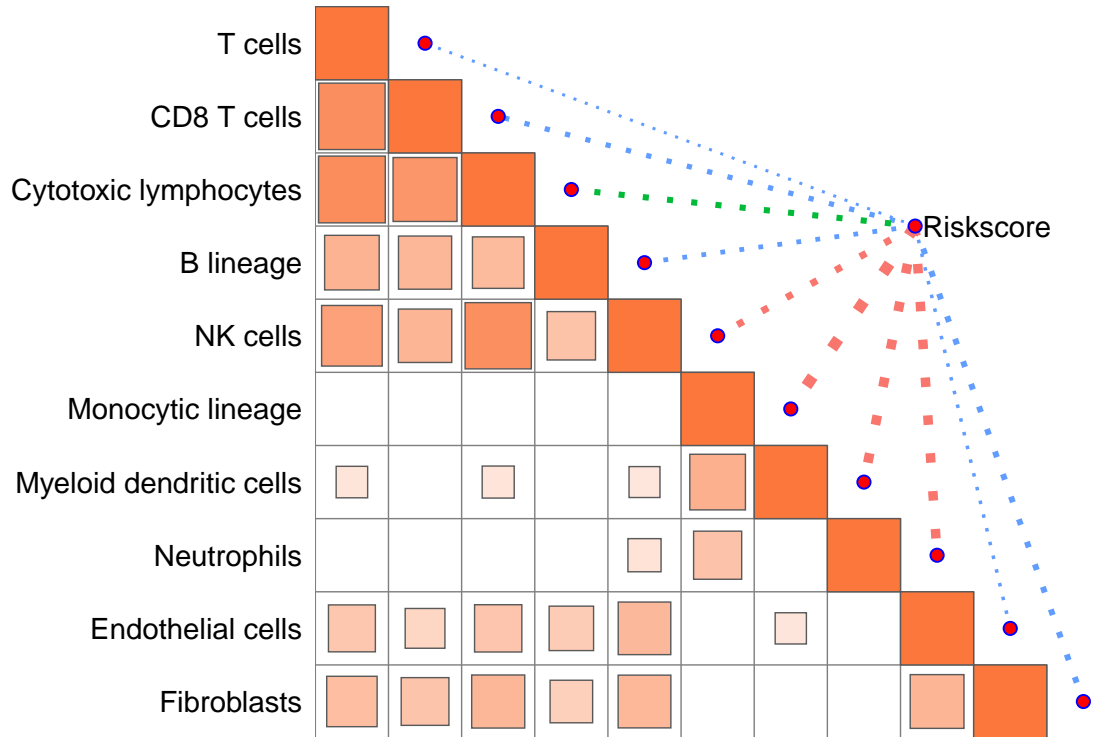 T cells
CD8 T cells
Cytotoxic lymphocytes
Riskscore
B lineage
NK cells
Monocytic lineage
Myeloid dendritic cells
Neutrophils
Endothelial cells
Fibroblasts